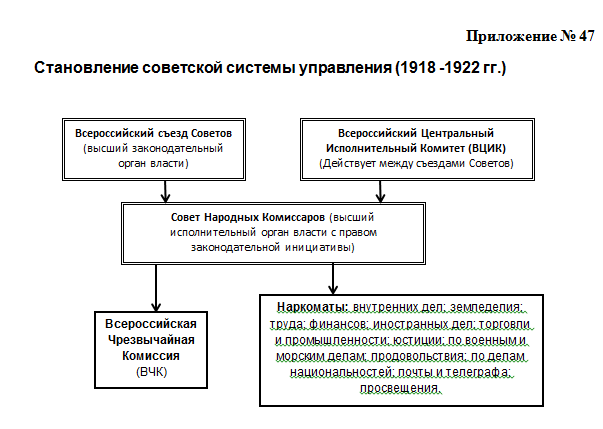 Приложение № 47
Становление советской системы управления (1918 -1922 гг.)
Всероссийский съезд Советов
(высший законодательный
орган власти)
Всероссийский Центральный
Исполнительный Комитет (ВЦИК)
(Действует между съездами Советов)
Совет Народных Комиссаров (высший
исполнительный орган власти с правом
законодательной инициативы)
Всероссийская
Чрезвычайная
Комиссия
(ВЧК)
Наркоматы: внутренних дел; земледелия;
труда; финансов; иностранных дел; торговли
и промышленности; юстиции; по военным и
морским делам; продовольствия; по делам
национальностей; почты и телеграфа;
просвещения.